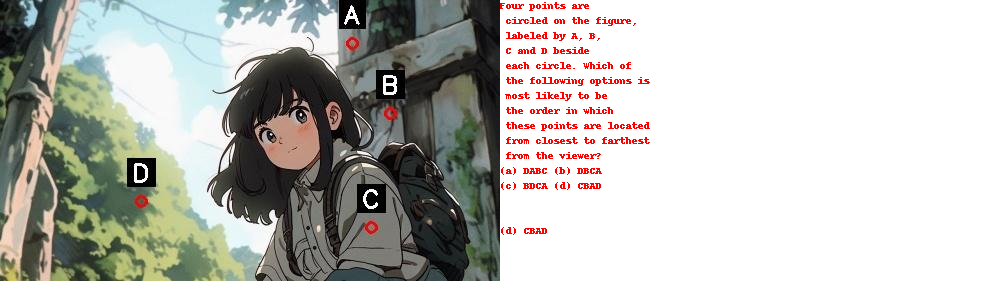 A
B
C
D
Four points are
circled on the figure,
labeled by A, B,
C and D beside
each circle. Which of
the following options is
most likely to be
the order in which
these points are located
from closest to farthest
from the viewer?
(a) DABC (b) DBCA
(c) BDCA (d) CBAD
(d) CBAD